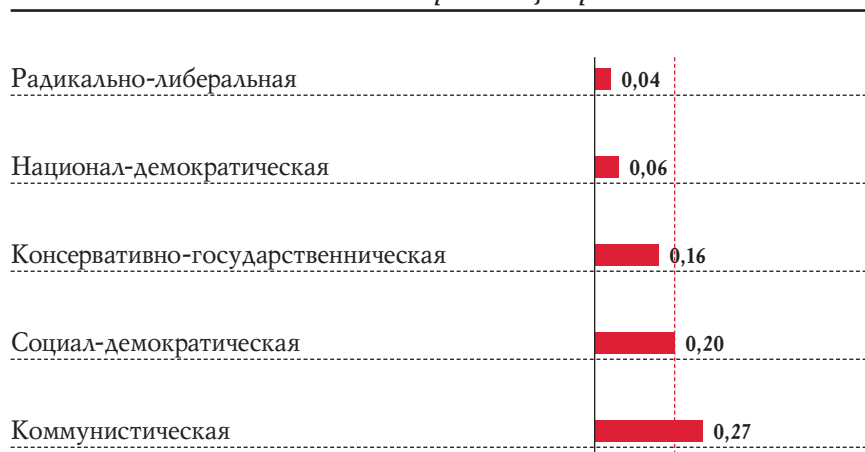 Радикально-либеральная 0,04
Национал-демократическая 0,06
Консервативно-государственническая 0,16
Социал-демократическая 0,20
Коммунистическая 0,27